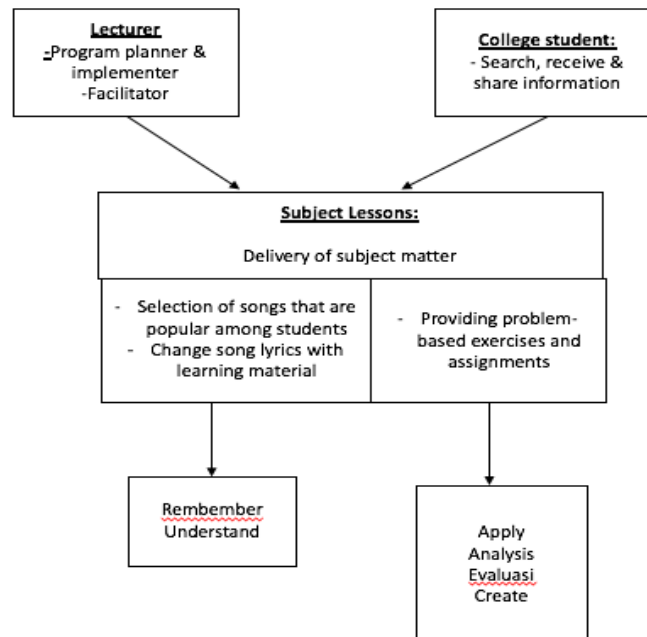 Lecturer
-Program planner &
implementer
-Facilitator
College student:
- Search, receive &
share information
Subject Lessons:
Delivery of subject matter
- Selection of songs that are
popular among students
- Change song lyrics with
learning material
- Providing problem-
based exercises and
assignments
Rembember
Understand
Apply
Analysis
Evaluasi
Create